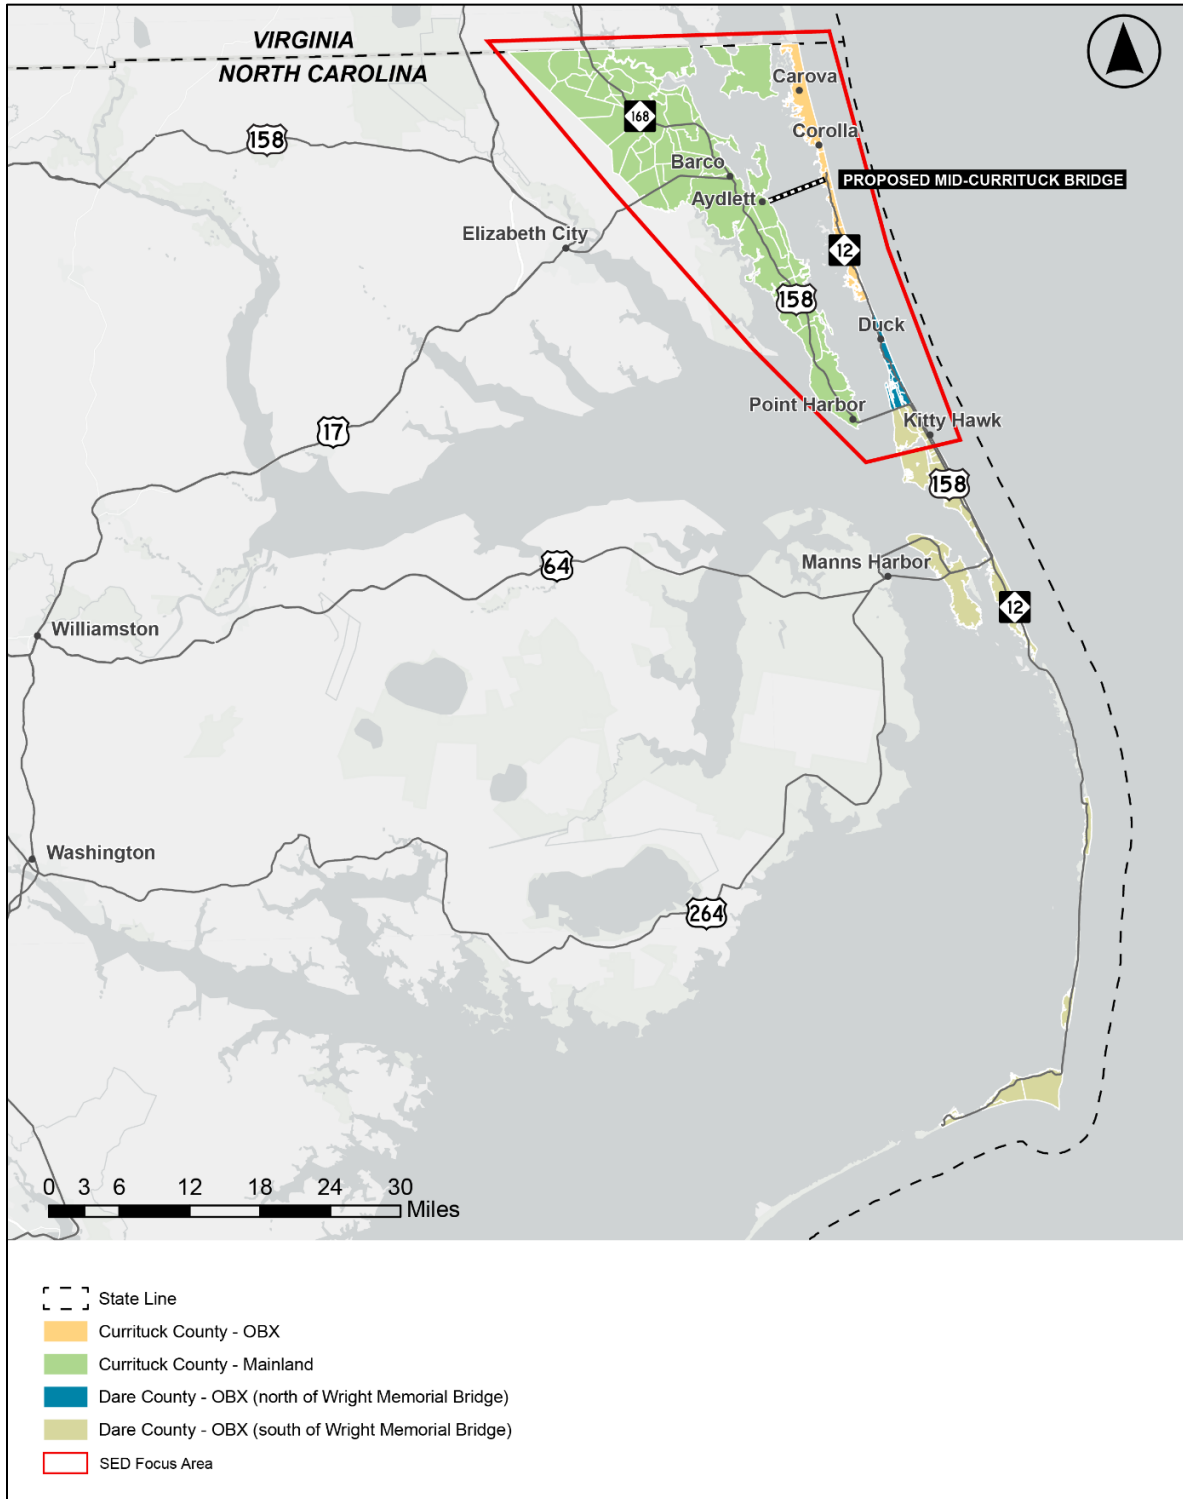 VIRGINIA
NORTH CAROLINA
Carova
168
158
Corolla
Barco
PROPOSED MID-CURRITUCK BRIDGE
Aydlett
Elizabeth City
12
158
Duck
Point Harbor
Kitty Hawk
17
158
Manns Harbor
64
12
Williamston
Washington
264
0 3 6 12 18 24 30
Miles
State Line
Currituck County - OBX
Currituck County - Mainland
Dare County - OBX (north of Wright Memorial Bridge)
Dare County - OBX (south of Wright Memorial Bridge)
SED Focus Area